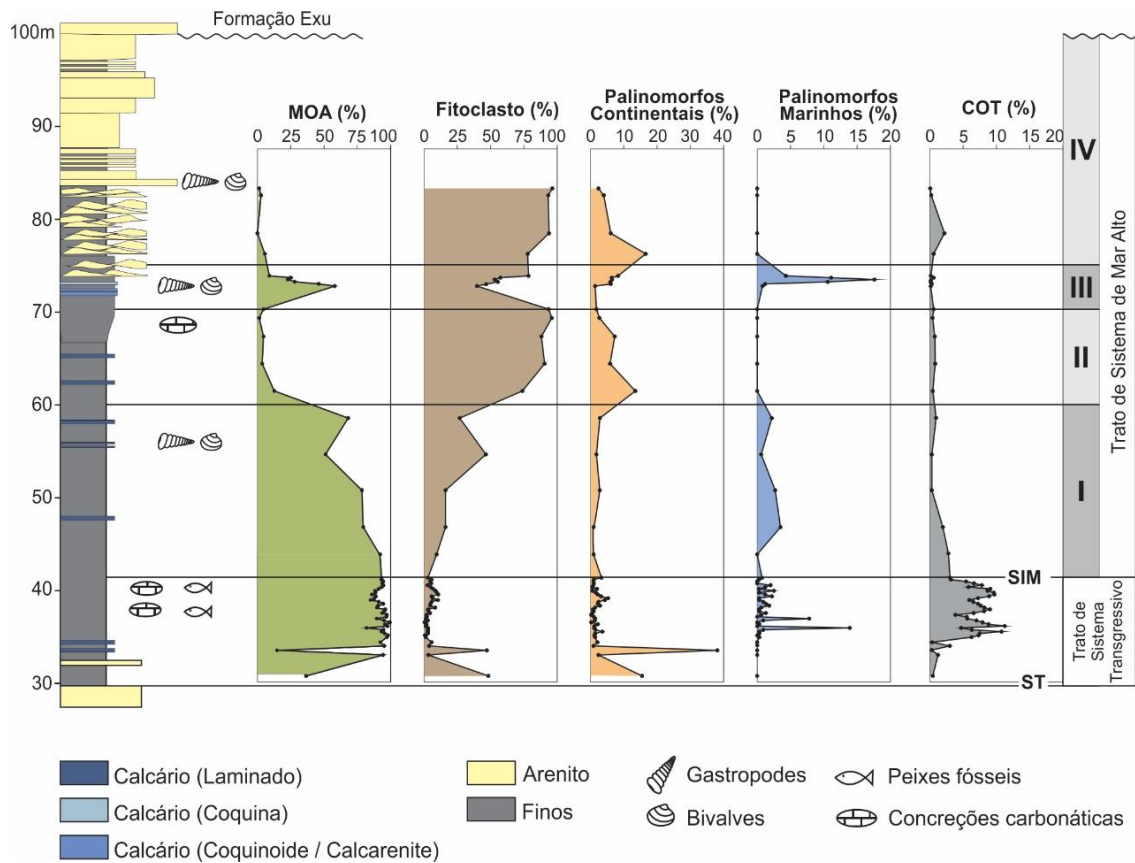 Formação Exu
100m
90
80
70
60
50
40
30
MOA (%)
0 25 50 75 100
Fitoclasto (%)
0 25 50 75 100
Palinomorfos
Continentais (%)
0 10 20 30 40
Palinomorfos
Marinhos (%)
0 5 10 15 20
COT (%)
0 5 10 15 20
IV
III
II
I
Trato de Sistema de Mar Alto
SIM
Trato de
Sistema
Transgressivo
ST
Calcário (Laminado)
Calcário (Coquina)
Calcário (Coquinoide / Calcarenite)
Arenito
Finos
Gastropodes
Bivalves
Peixes fósseis
Concreções carbonáticas